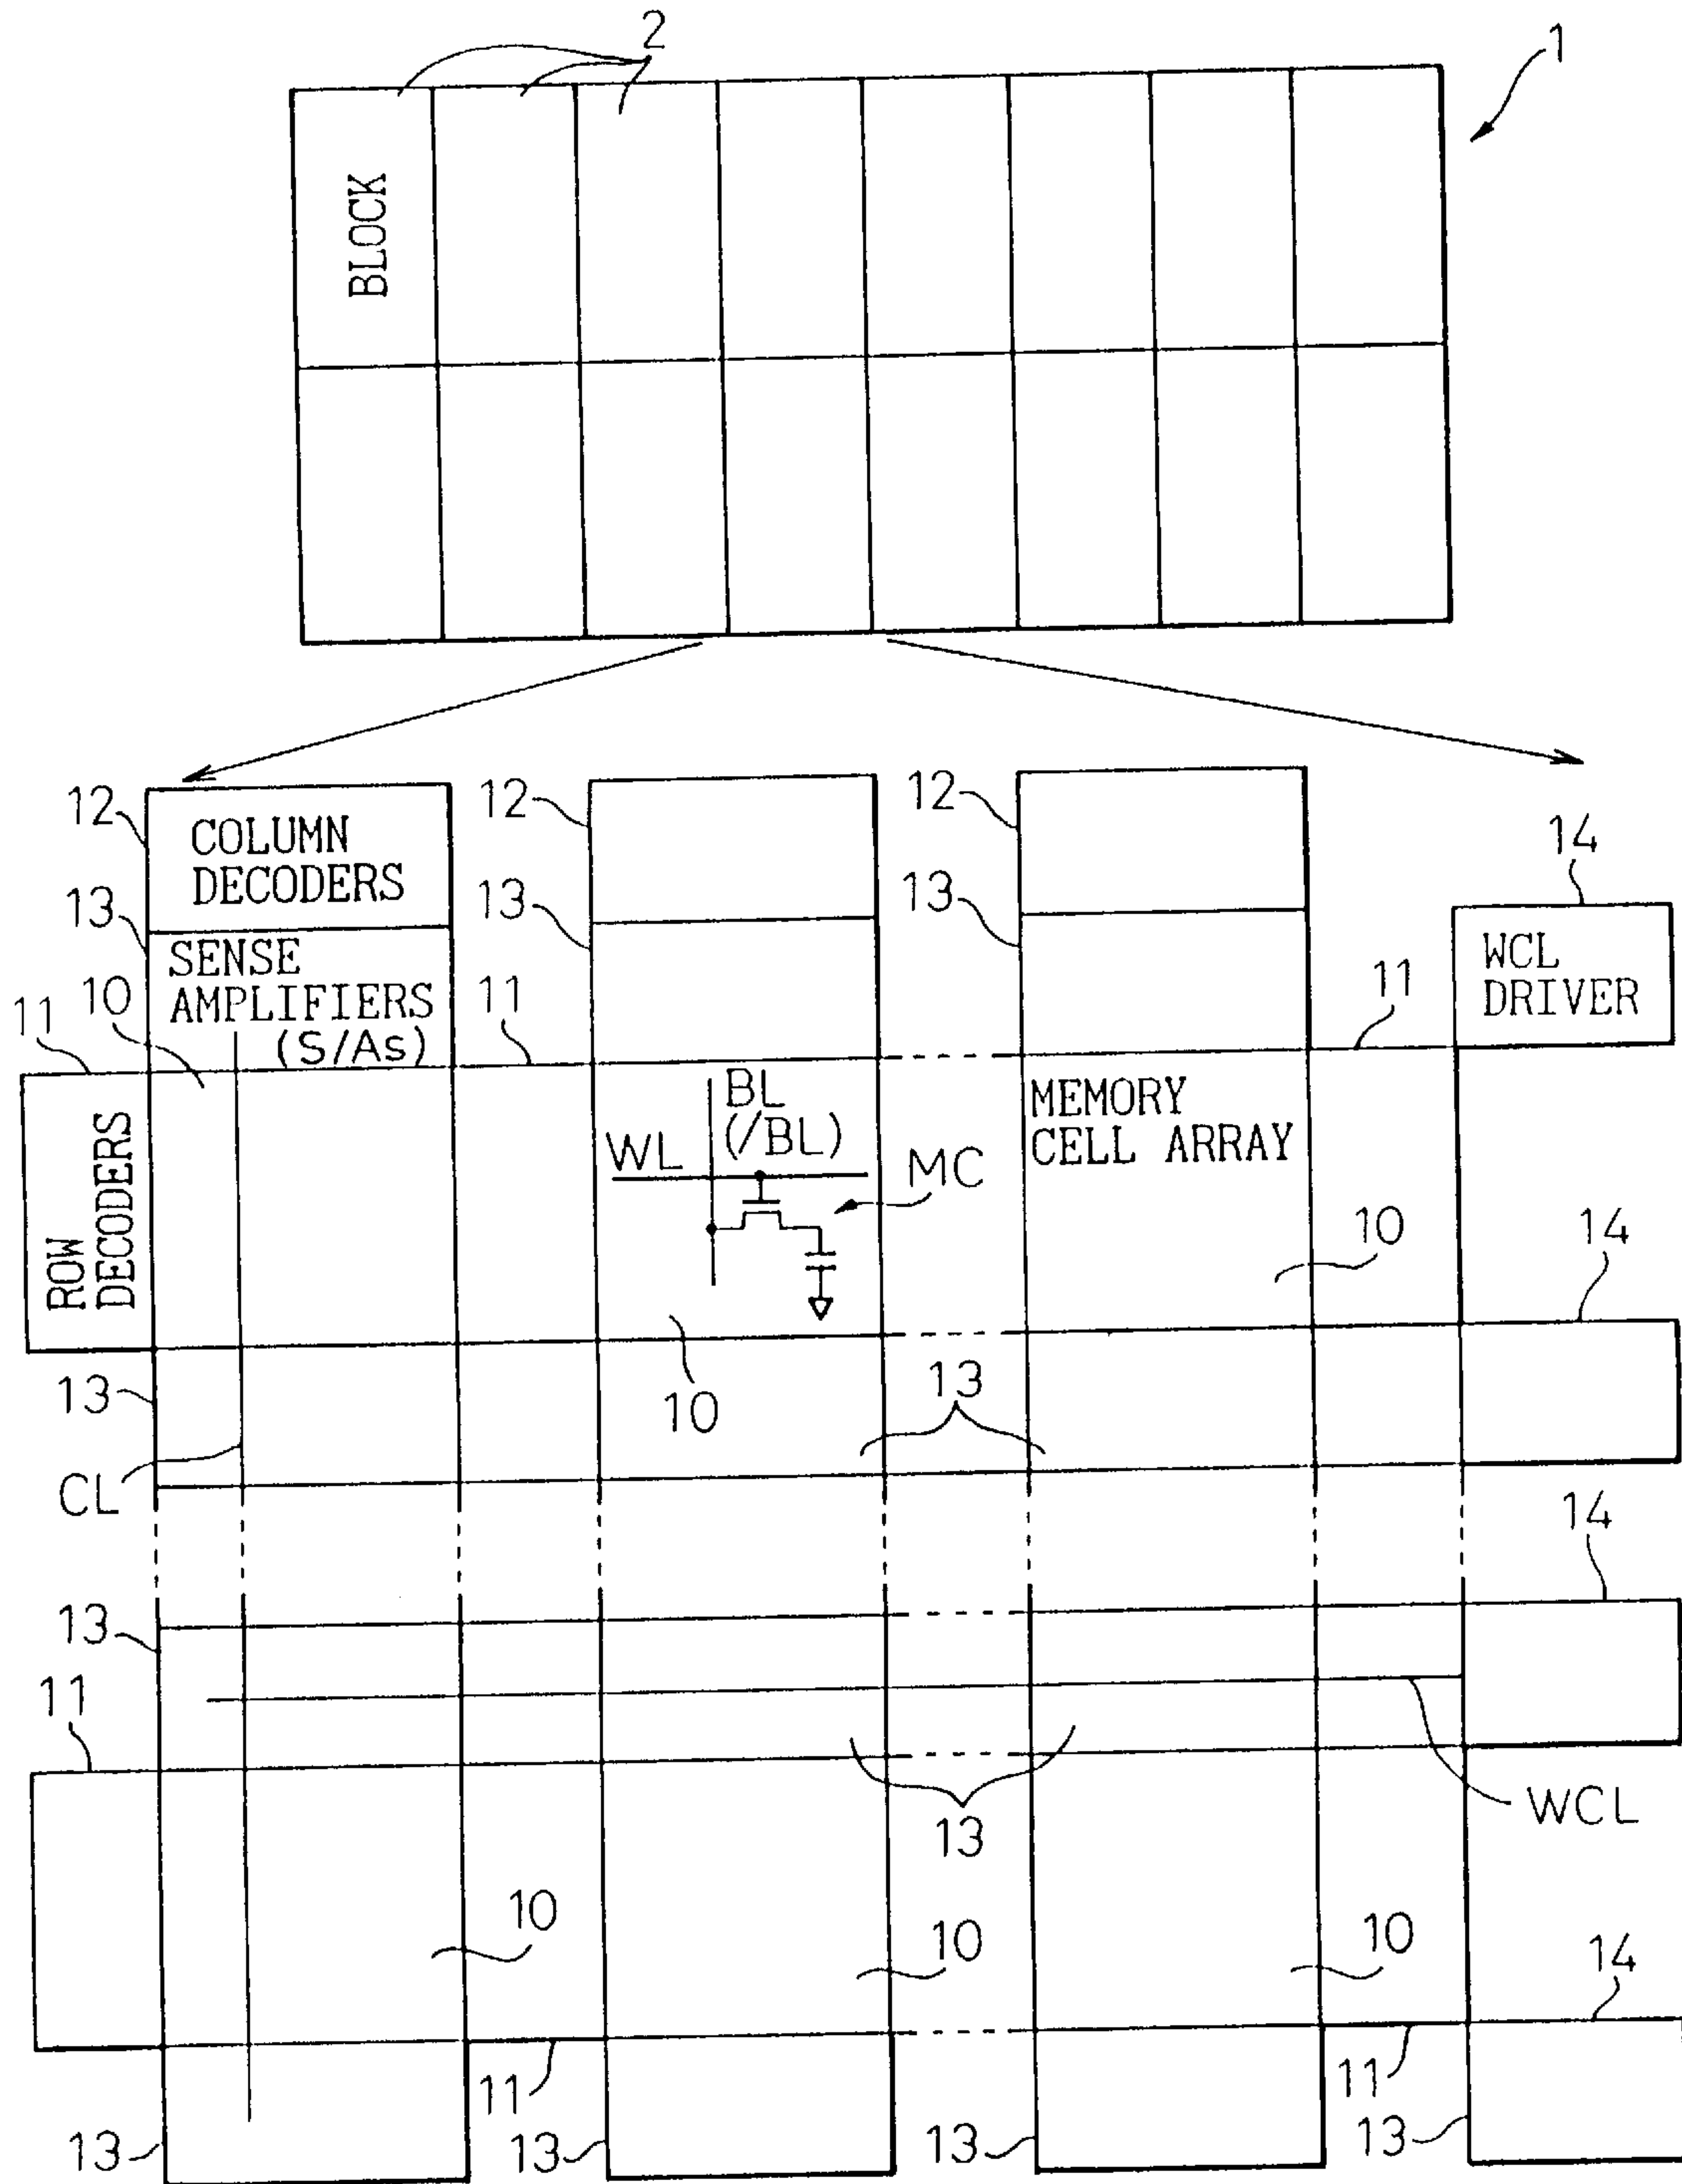 2
1
BLOCK
12
COLUMN
DECODERS
12
12
14
13
SENSE
AMPLIFIERS
(S/As)
13
13
WCL
DRIVER
11
10
11
11
ROW
DECODERS
BL
(/BL)
WL
MC
MEMORY
CELL ARRAY
10
14
13
10
13
CL
14
13
11
13
WCL
10
10
10
14
11
11
13
13
13
13